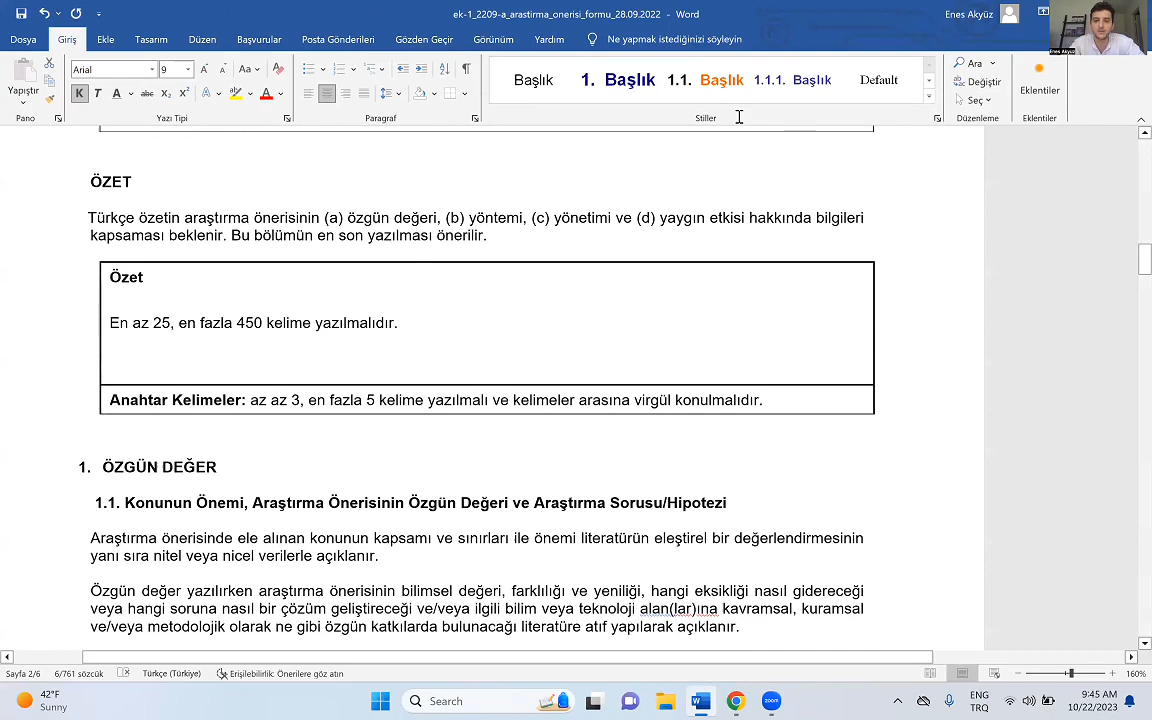 ek-1_2209-a_arastirma_onerisi_formu_28.09.2022 - Word
Enes Akyüz
Enes Akyüz
Dosya Giriş Ekle Tasarım Düzen Başvurular Posta Gönderileri Gözden Geçir Görünüm Yardım Ne yapmak istediğinizi söyleyin
Yapıştır
Arial 9
Aa
K T A abc A A
Başlık 1. Başlık 1.1. Başlık 1.1.1. Başlık Default
Ara
Değiştir
Seç
Eklentiler
Pano Yazı Tipi Paragraf Stiller Düzenleme Eklentiler
ÖZET
Türkçe özetin araştırma önerisinin (a) özgün değeri, (b) yöntemi, (c) yönetimi ve (d) yaygın etkisi hakkında bilgileri
kapsaması beklenir. Bu bölümün en son yazılması önerilir.
Özet
En az 25, en fazla 450 kelime yazılmalıdır.
Anahtar Kelimeler: az az 3, en fazla 5 kelime yazılmalı ve kelimeler arasına virgül konulmalıdır.
1. ÖZGÜN DEĞER
1.1. Konunun Önemi, Araştırma Önerisinin Özgün Değeri ve Araştırma Sorusu/Hipotezi
Araştırma önerisinde ele alınan konunun kapsamı ve sınırları ile önemi literatürün eleştirel bir değerlendirmesinin
yanı sıra nitel veya nicel verilerle açıklanır.
Özgün değer yazılırken araştırma önerisinin bilimsel değeri, farklılığı ve yeniliği, hangi eksikliği nasıl gidereceği
veya hangi soruna nasıl bir çözüm geliştireceği ve/veya ilgili bilim veya teknoloji alan(lar)ına kavramsal, kuramsal
ve/veya metodolojik olarak ne gibi özgün katkılarda bulunacağı literatüre atıf yapılarak açıklanır.
Sayfa 2/6 6/761 sözcük Türkçe (Türkiye) Erişilebilirlik: Önerilere göz atın 160%
42°F
Sunny
Search
ENG
TRQ
9:45 AM
10/22/2023